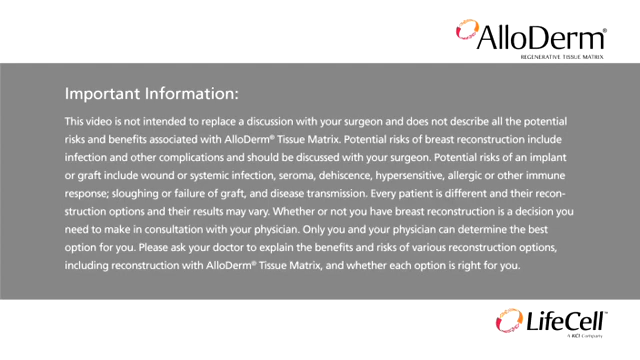 AlloDerm®
REGENERATIVE TISSUE MATRIX
Important Information:
This video is not intended to replace a discussion with your surgeon and does not describe all the potential
risks and benefits associated with AlloDerm® Tissue Matrix. Potential risks of breast reconstruction include
infection and other complications and should be discussed with your surgeon. Potential risks of an implant
or graft include wound or systemic infection, seroma, dehiscence, hypersensitive, allergic or other immune
response; sloughing or failure of graft, and disease transmission. Every patient is different and their recon-
struction options and their results may vary. Whether or not you have breast reconstruction is a decision you
need to make in consultation with your physician. Only you and your physician can determine the best
option for you. Please ask your doctor to explain the benefits and risks of various reconstruction options,
including reconstruction with AlloDerm® Tissue Matrix, and whether each option is right for you.
LifeCell™
A KCI Company